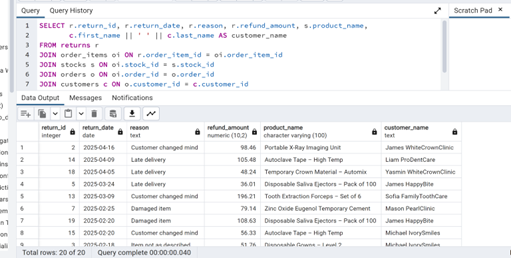 Query Query History
Scratch Pad ×
1 SELECT r.return_id, r.return_date, r.reason, r.refund_amount, s.product_name,
2 c.first_name || ' ' || c.last_name AS customer_name
3 FROM returns r
4 JOIN order_items oi ON r.order_item_id = oi.order_item_id
5 JOIN stocks s ON oi.stock_id = s.stock_id
6 JOIN orders o ON oi.order_id = o.order_id
7 JOIN customers c ON o.customer_id = c.customer_id
Data Output Messages Notifications
return_id integer return_date date reason text refund_amount numeric (10,2) product_name character varying (100) customer_name text
1 2 2025-04-16 Customer changed mind 98.46 Portable X-Ray Imaging Unit James WhiteCrownClinic
2 14 2025-04-09 Late delivery 105.48 Autoclave Tape – High Temp Liam ProDentCare
3 18 2025-04-05 Late delivery 48.24 Temporary Crown Material – Automix Yasmin WhiteCrownClinic
4 5 2025-03-24 Late delivery 36.01 Disposable Saliva Ejectors – Pack of 100 James HappyBite
5 13 2025-03-09 Customer changed mind 196.21 Tooth Extraction Forceps – Set of 6 Sofia FamilyToothCare
6 7 2025-02-25 Damaged item 79.14 Zinc Oxide Eugenol Temporary Cement Mason PearlClinic
7 19 2025-02-20 Damaged item 108.63 Disposable Saliva Ejectors – Pack of 100 James HappyBite
8 15 2025-02-20 Customer changed mind 56.33 Autoclave Tape – High Temp Michael IvorySmiles
9 3 2025-02-18 Item not as described 51.76 Disposable Gowns – Level 2 Michael IvorySmiles
Total rows: 20 of 20 Query complete 00:00:00.040